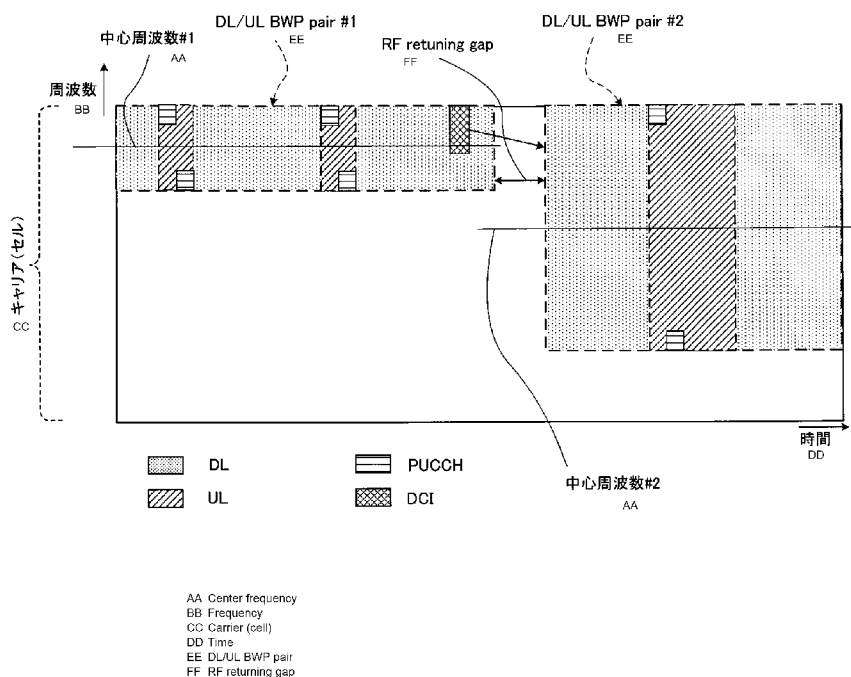 DL/UL BWP pair #1
EE
DL/UL BWP pair #2
EE
中心周波数#1
AA
RF retuning gap
FF
周波数
BB
キャリア(セル)
CC
時間
DD
DL
PUCCH
UL
DCI
中心周波数#2
AA
AA Center frequency
BB Frequency
CC Carrier (cell)
DD Time
EE DL/UL BWP pair
FF RF returning gap